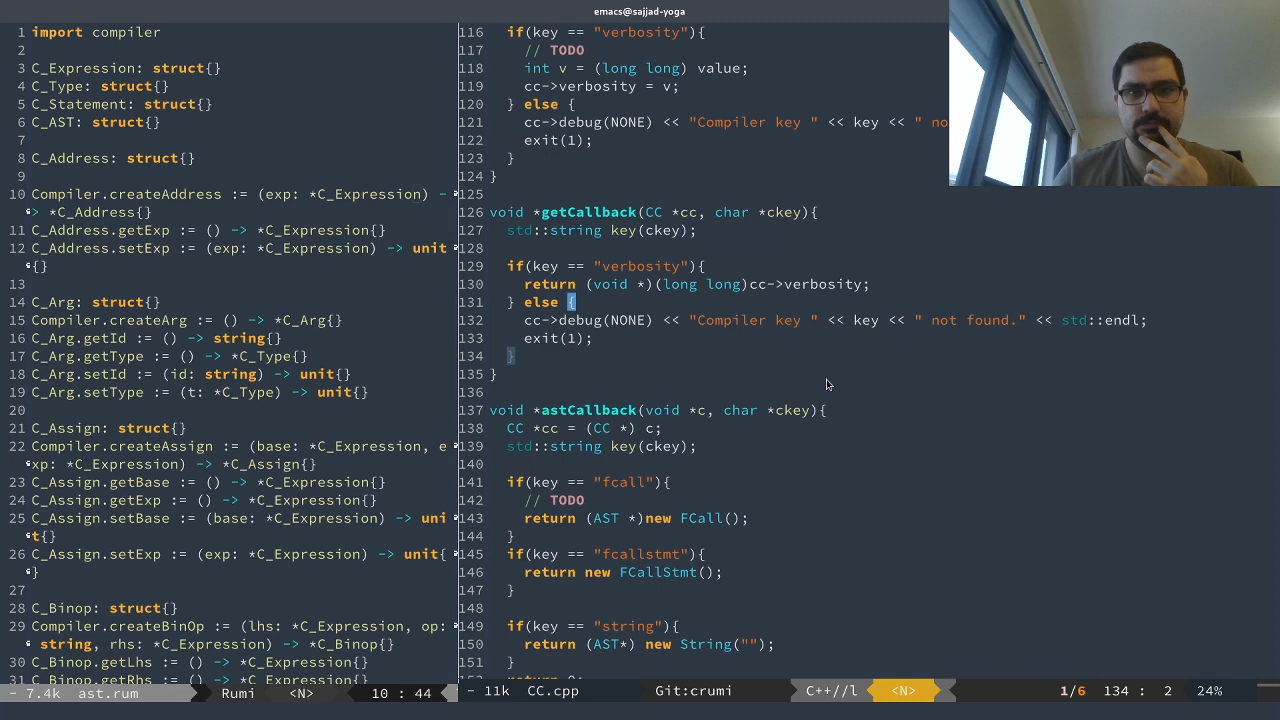 emacs@sajjad-yoga
1 import compiler
2
3 C_Expression: struct{}
4 C_Type: struct{}
5 C_Statement: struct{}
6 C_AST: struct{}
7
8 C_Address: struct{}
9
10 Compiler.createAddress := (exp: *C_Expression) -
> *C_Address{}
11 C_Address.getExp := () -> *C_Expression{}
12 C_Address.setExp := (exp: *C_Expression) -> unit
{}
13
14 C_Arg: struct{}
15 Compiler.createArg := () -> *C_Arg{}
16 C_Arg.getId := () -> string{}
17 C_Arg.getType := () -> *C_Type{}
18 C_Arg.setId := (id: string) -> unit{}
19 C_Arg.setType := (t: *C_Type) -> unit{}
20
21 C_Assign: struct{}
22 Compiler.createAssign := (base: *C_Expression, e
xp: *C_Expression) -> *C_Assign{}
23 C_Assign.getBase := () -> *C_Expression{}
24 C_Assign.getExp := () -> *C_Expression{}
25 C_Assign.setBase := (base: *C_Expression) -> uni
t{}
26 C_Assign.setExp := (exp: *C_Expression) -> unit{
}
27
28 C_Binop: struct{}
29 Compiler.createBinOp := (lhs: *C_Expression, op:
string, rhs: *C_Expression) -> *C_Binop{}
30 C_Binop.getLhs := () -> *C_Expression{}
31 C_Binop.getRhs := () -> *C_Expression{}
- 7.4k ast.rum Rumi <N> 10 : 44
116 if(key == "verbosity"){
117 // TODO
118 int v = (long long) value;
119 cc->verbosity = v;
120 } else {
121 cc->debug(NONE) << "Compiler key " << key << " no
122 exit(1);
123 }
124 }
125
126 void *getCallback(CC *cc, char *ckey){
127 std::string key(ckey);
128
129 if(key == "verbosity"){
130 return (void *)(long long)cc->verbosity;
131 } else {
132 cc->debug(NONE) << "Compiler key " << key << " not found." << std::endl;
133 exit(1);
134 }
135 }
136
137 void *astCallback(void *c, char *ckey){
138 CC *cc = (CC *) c;
139 std::string key(ckey);
140
141 if(key == "fcall"){
142 // TODO
143 return (AST *)new FCall();
144 }
145 if(key == "fcallstmt"){
146 return new FCallStmt();
147 }
148
149 if(key == "string"){
150 return (AST*) new String("");
151 }
- 11k CC.cpp Git:crumi C++//l <N> 1/6 134 : 2 24%